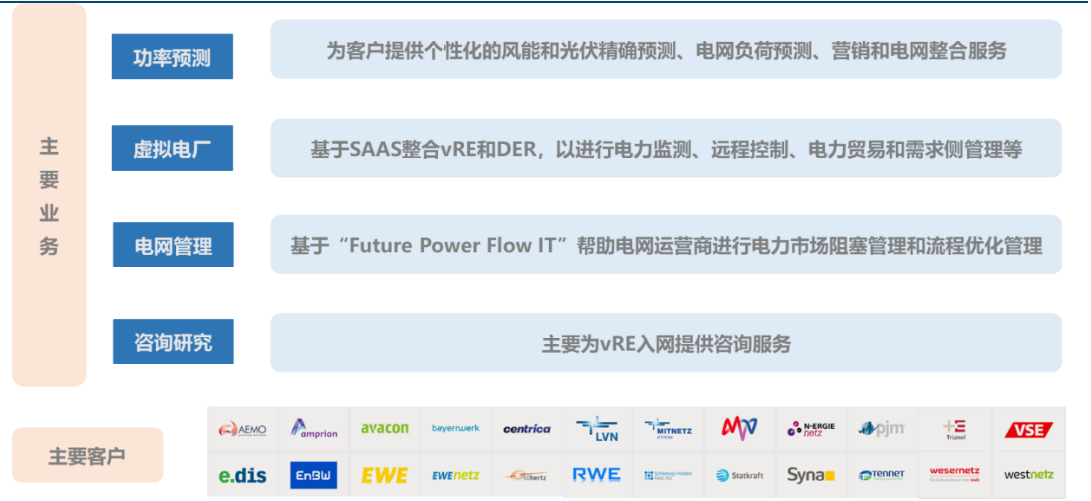 主要业务
功率预测
为客户提供个性化的风能和光伏精确预测、电网负荷预测、营销和电网整合服务
虚拟电厂
基于SAAS整合vRE和DER，以进行电力监测、远程控制、电力贸易和需求侧管理等
电网管理
基于“Future Power Flow IT”帮助电网运营商进行电力市场阻塞管理和流程优化管理
咨询研究
主要为vRE入网提供咨询服务
主要客户
AEMO amprion avacon bayernwerk centrica LVN MITNETZ STROM N-ERGIE netz pjm +E Trianel VSE
e.dis EnBW EWE EWE netz 50hertz RWE Schleswig-Holstein Netz AG Statkraft Syna TENNET wesernetz westnetz